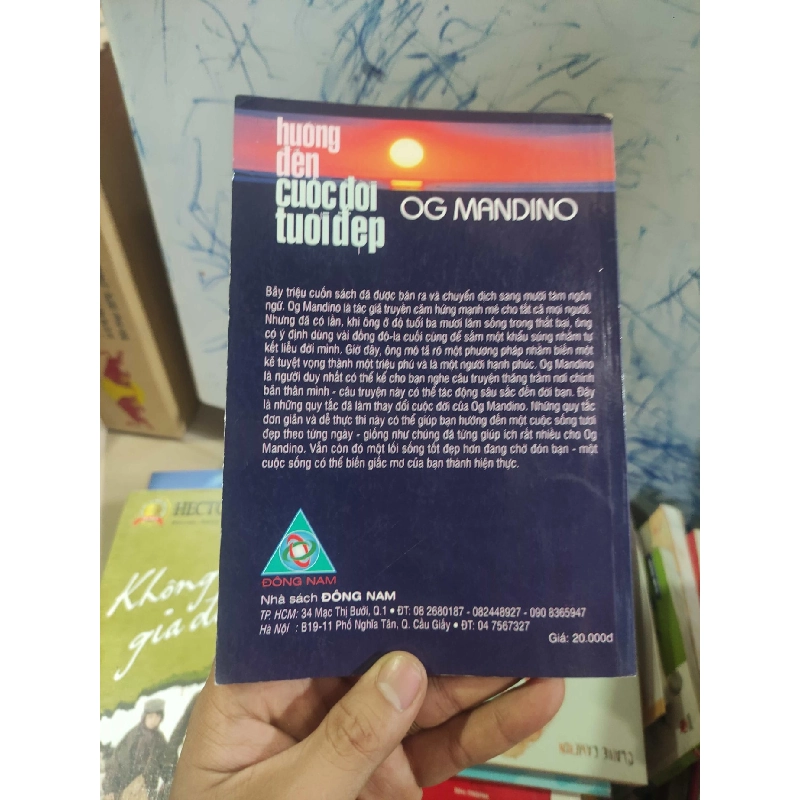 hướng
đến
cuộc đời
tươi đẹp
OG MANDINO
Bảy triệu cuốn sách đã được bán ra và chuyển dịch sang mười tám ngôn
ngữ. Og Mandino là tác giả truyền cảm hứng mạnh mẽ cho tất cả mọi người.
Nhưng đã có lần, khi ông ở độ tuổi ba mươi lăm sống trong thất bại, ông
có ý định dùng vài đồng đô-la cuối cùng để sắm một khẩu súng nhằm tự
kết liễu đời mình. Giờ đây, ông mô tả rõ một phương pháp nhằm biến một
kẻ tuyệt vọng thành một triệu phú và là một người hạnh phúc. Og Mandino
là người duy nhất có thể kể cho bạn nghe câu truyện thăng trầm nơi chính
bản thân mình - câu truyện này có thể tác động sâu sắc đến đời bạn. Đây
là những quy tắc đã làm thay đổi cuộc đời của Og Mandino. Những quy tắc
đơn giản và dễ thực thi này có thể giúp bạn hướng đến một cuộc sống tươi
đẹp theo từng ngày - giống như chúng đã từng giúp ích rất nhiều cho Og
Mandino. Vẫn còn đó một lối sống tốt đẹp hơn đang chờ đón bạn - một
cuộc sống có thể biến giấc mơ của bạn thành hiện thực.
ĐÔNG NAM
Nhà sách ĐÔNG NAM
TP. HCM: 34 Mạc Thị Bưởi, Q.1 • ĐT: 08 2680187 - 082448927 - 090 8365947
Hà Nội : B19-11 Phố Nghĩa Tân, Q. Cầu Giấy • ĐT: 04 7567327
Giá: 20.000đ
HECTO
Không
gia đ